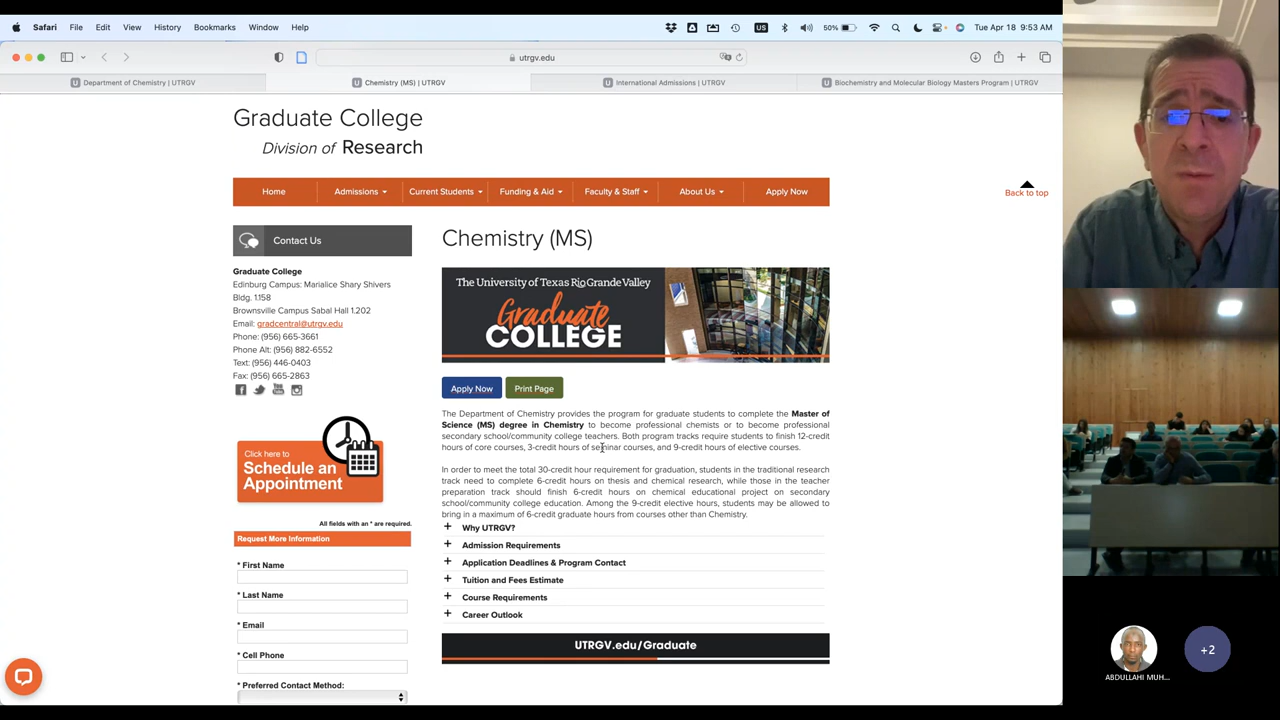 Safari File Edit View History Bookmarks Window Help US 50% Tue Apr 18 9:53 AM
utrgv.edu
Department of Chemistry | UTRGV Chemistry (MS) | UTRGV International Admissions | UTRGV Biochemistry and Molecular Biology Masters Program | UTRGV
Graduate College
Division of Research
Home Admissions Current Students Funding & Aid Faculty & Staff About Us Apply Now
Back to top
Contact Us
Graduate College
Edinburg Campus: Marialice Shary Shivers
Bldg. 1.158
Brownsville Campus Sabal Hall 1.202
Email: gradcentral@utrgv.edu
Phone: (956) 665-3661
Phone Alt: (956) 882-6552
Text: (956) 446-0403
Fax: (956) 665-2863
Click here to
Schedule an
Appointment
All fields with an * are required.
Request More Information
* First Name
* Last Name
* Email
* Cell Phone
* Preferred Contact Method:
Chemistry (MS)
The University of Texas Rio Grande Valley
Graduate
COLLEGE
Apply Now Print Page
The Department of Chemistry provides the program for graduate students to complete the Master of
Science (MS) degree in Chemistry to become professional chemists or to become professional
secondary school/community college teachers. Both program tracks require students to finish 12-credit
hours of core courses, 3-credit hours of seminar courses, and 9-credit hours of elective courses.
In order to meet the total 30-credit hour requirement for graduation, students in the traditional research
track need to complete 6-credit hours on thesis and chemical research, while those in the teacher
preparation track should finish 6-credit hours on chemical educational project on secondary
school/community college education. Among the 9-credit elective hours, students may be allowed to
bring in a maximum of 6-credit graduate hours from courses other than Chemistry.
+ Why UTRGV?
+ Admission Requirements
+ Application Deadlines & Program Contact
+ Tuition and Fees Estimate
+ Course Requirements
+ Career Outlook
UTRGV.edu/Graduate
+2
ABDULLAHI MUH...